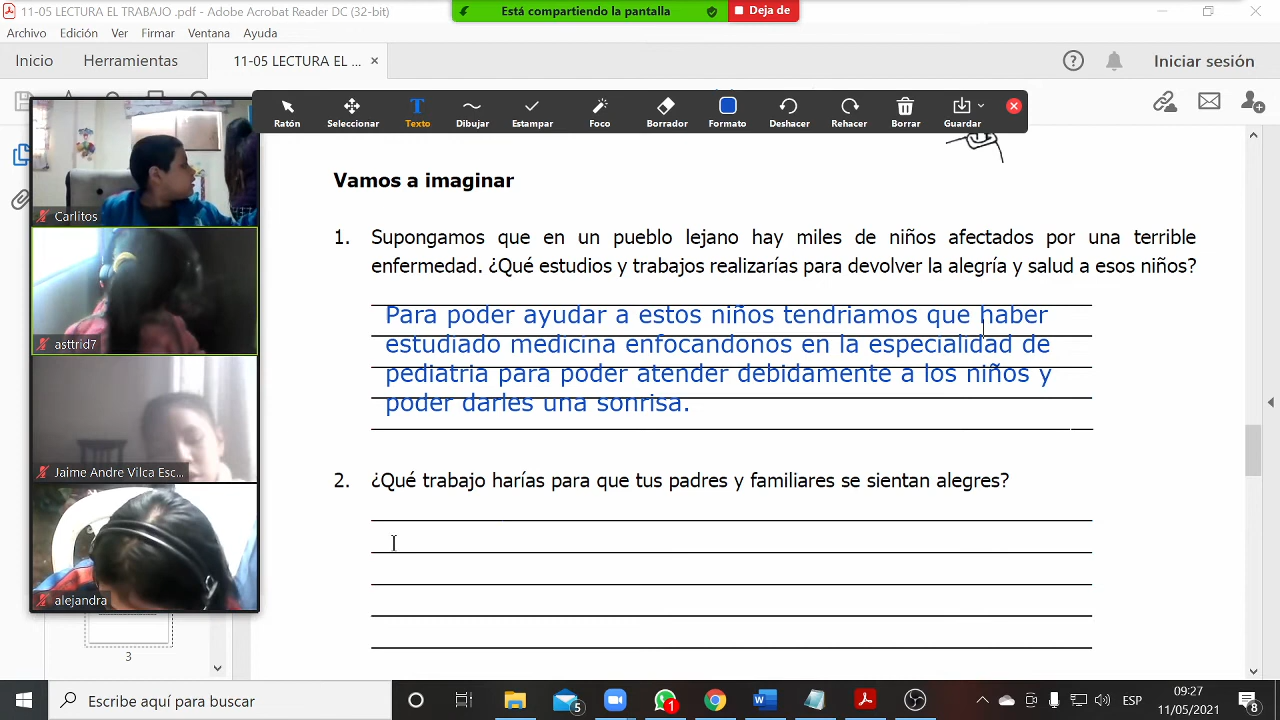 11-05 LECTURA EL TRABAJO .pdf - Adobe Acrobat Reader DC (32-bit)
Está compartiendo la pantalla
Deja de
Archivo Edición Ver Firmar Ventana Ayuda
Inicio Herramientas 11-05 LECTURA EL ... Iniciar sesión
Ratón Seleccionar Texto Dibujar Estampar Foco Borrador Formato Deshacer Rehacer Borrar Guardar
Carlitos
asttrid7
Jaime Andre Vilca Esc...
alejandra
3
Vamos a imaginar
1. Supongamos que en un pueblo lejano hay miles de niños afectados por una terrible
enfermedad. ¿Qué estudios y trabajos realizarías para devolver la alegría y salud a esos niños?
Para poder ayudar a estos niños tendriamos que haber
estudiado medicina enfocandonos en la especialidad de
pediatria para poder atender debidamente a los niños y
poder darles una sonrisa.
2. ¿Qué trabajo harías para que tus padres y familiares se sientan alegres?
Escribe aquí para buscar
5
1
ESP
09:27
11/05/2021
8